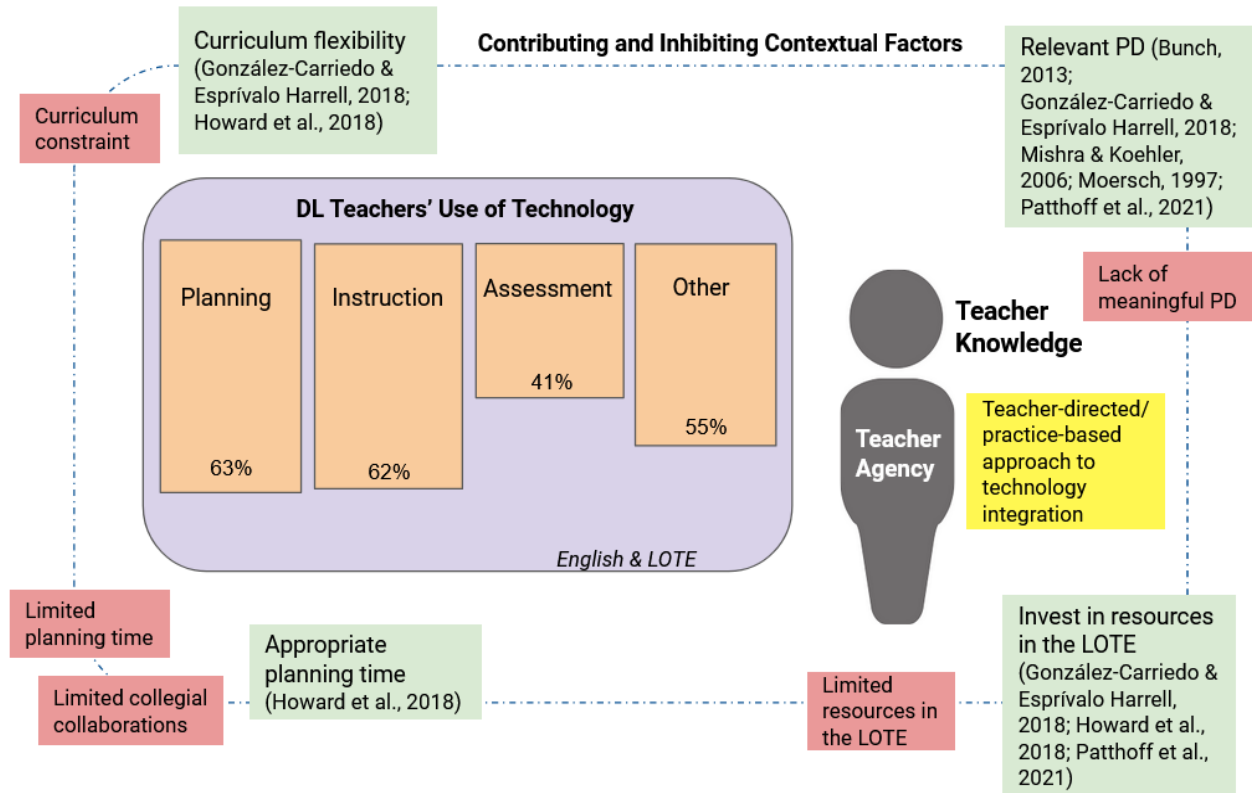 Curriculum flexibility
(González-Carriedo &
Esprívalo Harrell, 2018;
Howard et al., 2018)
Contributing and Inhibiting Contextual Factors
Relevant PD (Bunch,
2013;
González-Carriedo &
Esprívalo Harrell, 2018;
Mishra & Koehler,
2006; Moersch, 1997;
Patthoff et al., 2021)
Curriculum
constraint
DL Teachers' Use of Technology
Planning
63%
Instruction
62%
Assessment
41%
Other
55%
English & LOTE
Lack of
meaningful PD
Teacher
Knowledge
Teacher
Agency
Teacher-directed/
practice-based
approach to
technology
integration
Limited
planning time
Limited collegial
collaborations
Appropriate
planning time
(Howard et al., 2018)
Limited
resources in
the LOTE
Invest in resources
in the LOTE
(González-Carriedo &
Esprívalo Harrell,
2018; Howard et al.,
2018; Patthoff et al.,
2021)